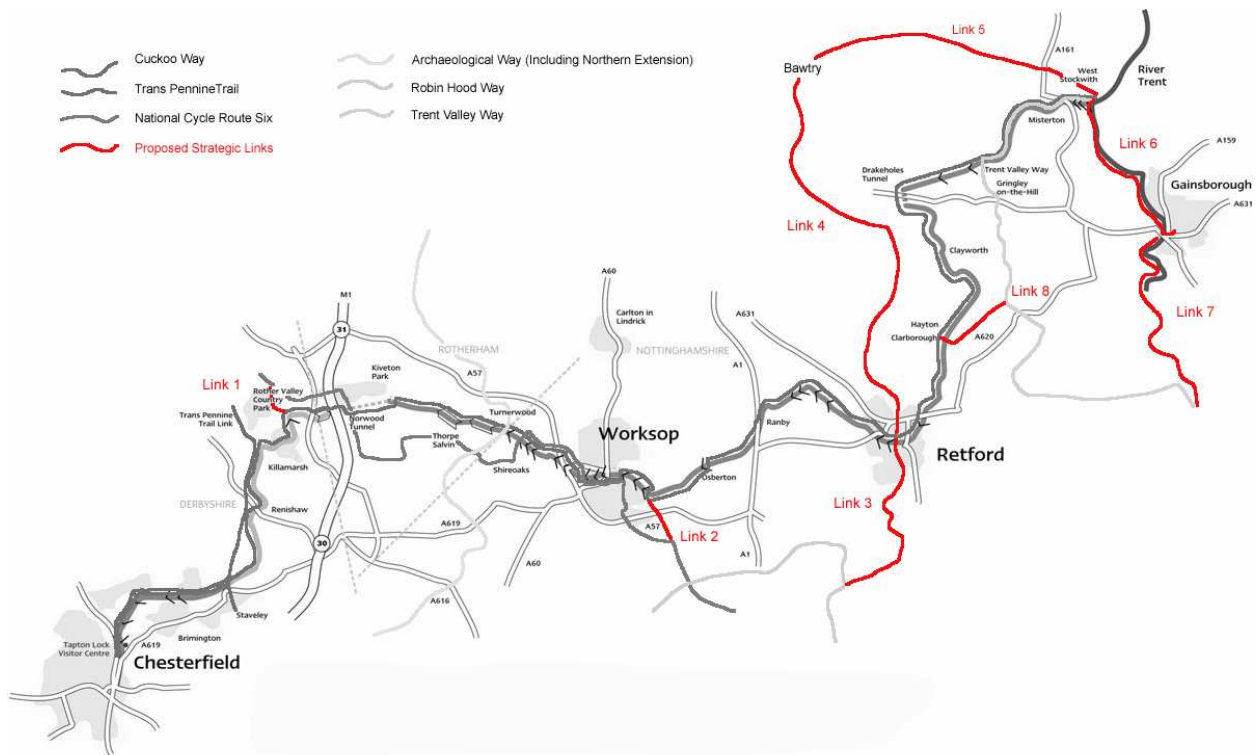 Cuckoo Way
Trans PennineTrail
National Cycle Route Six
Proposed Strategic Links
Archaeological Way (Including Northern Extension)
Robin Hood Way
Trent Valley Way
Link 5
A161
Bawtry
West
Stockwith
River
Trent
Misterton
Link 6
A159
Drakeholes
Tunnel
Trent Valley Way
Gringley
on-the-Hill
Gainsborough
A631
Link 4
Clayworth
A60
M1
A631
Link 8
Link 7
31
Carlton in
Lindrick
Hayton
Clarborough
A620
ROTHERHAM
NOTTINGHAMSHIRE
A57
A1
Kiveton
Park
Link 1
Rother Valley
Country
Park
Trans Pennine
Trail Link
Norwood
Tunnel
Turnerwood
Thorpe
Salvin
Worksop
Ranby
Retford
Killamarsh
Shireoaks
Osberton
DERBYSHIRE
Renishaw
A619
A57
Link 2
Link 3
30
A60
A1
A616
Staveley
Brimington
Tapton Lock
Visitor Centre
A619
Chesterfield